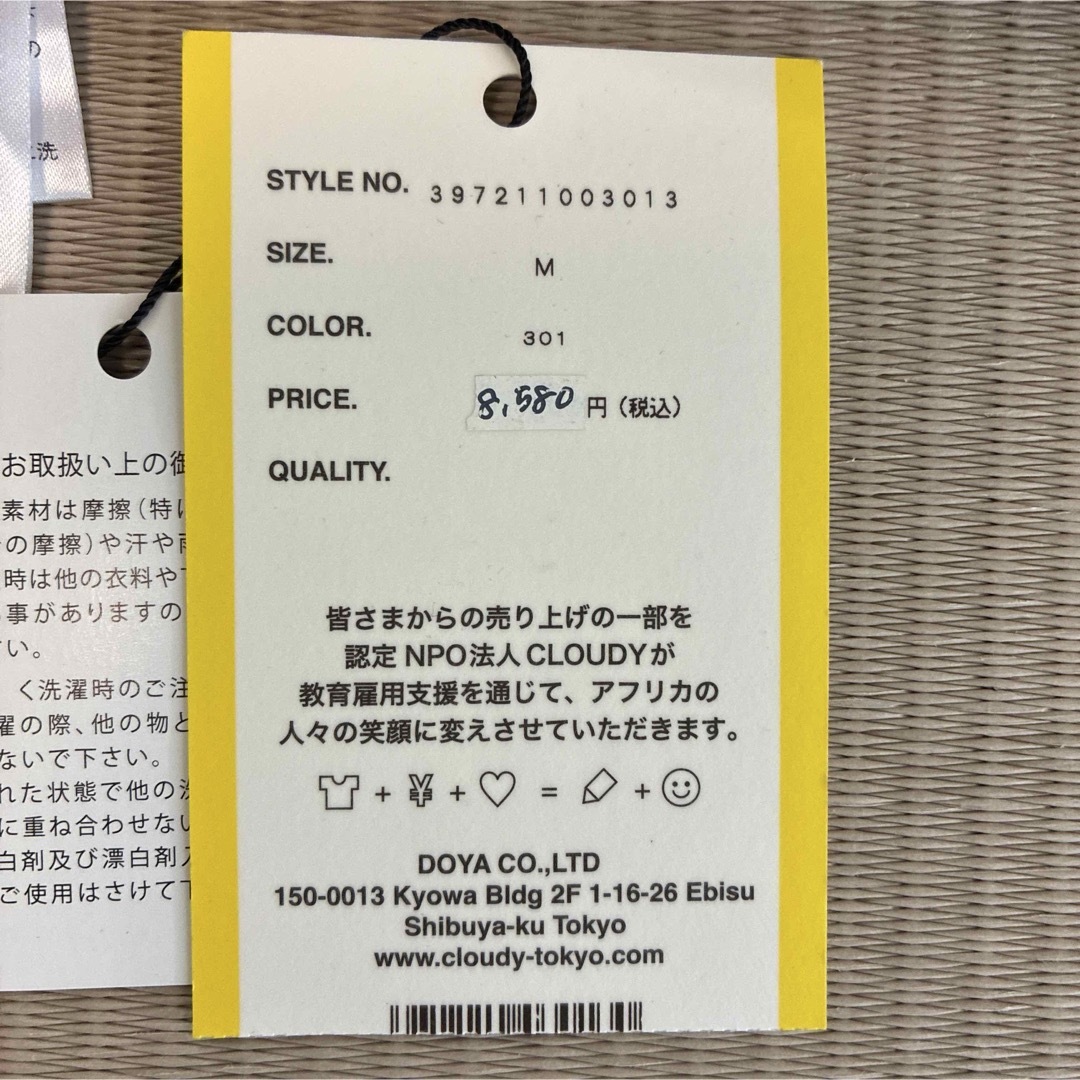 の
洗
STYLE NO. 397211003013
SIZE. M
COLOR. 301
PRICE. 8,580 円(税込)
QUALITY.
皆さまからの売り上げの一部を
認定 NPO法人 CLOUDYが
教育雇用支援を通じて、アフリカの
人々の笑顔に変えさせていただきます。
+ ¥ + = +
DOYA CO.,LTD
150-0013 Kyowa Bldg 2F 1-16-26 Ebisu
Shibuya-ku Tokyo
www.cloudy-tokyo.com
お取扱い上の御
素材は摩擦(特に
の摩擦)や汗や雨
時は他の衣料や
事がありますの
い。
く洗濯時のご注
濯の際、他の物と
ないで下さい。
れた状態で他の洗
に重ね合わせない
白剤及び漂白剤入
ご使用はさけて下